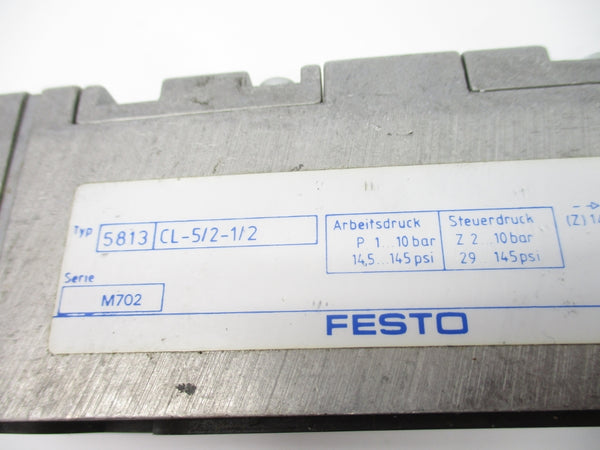 Typ 5813 CL-5/2-1/2
Arbeitsdruck
P 1...10 bar
14,5...145 psi
Steuerdruck
Z 2...10 bar
29...145 psi
(Z) 14
Serie
M702
FESTO